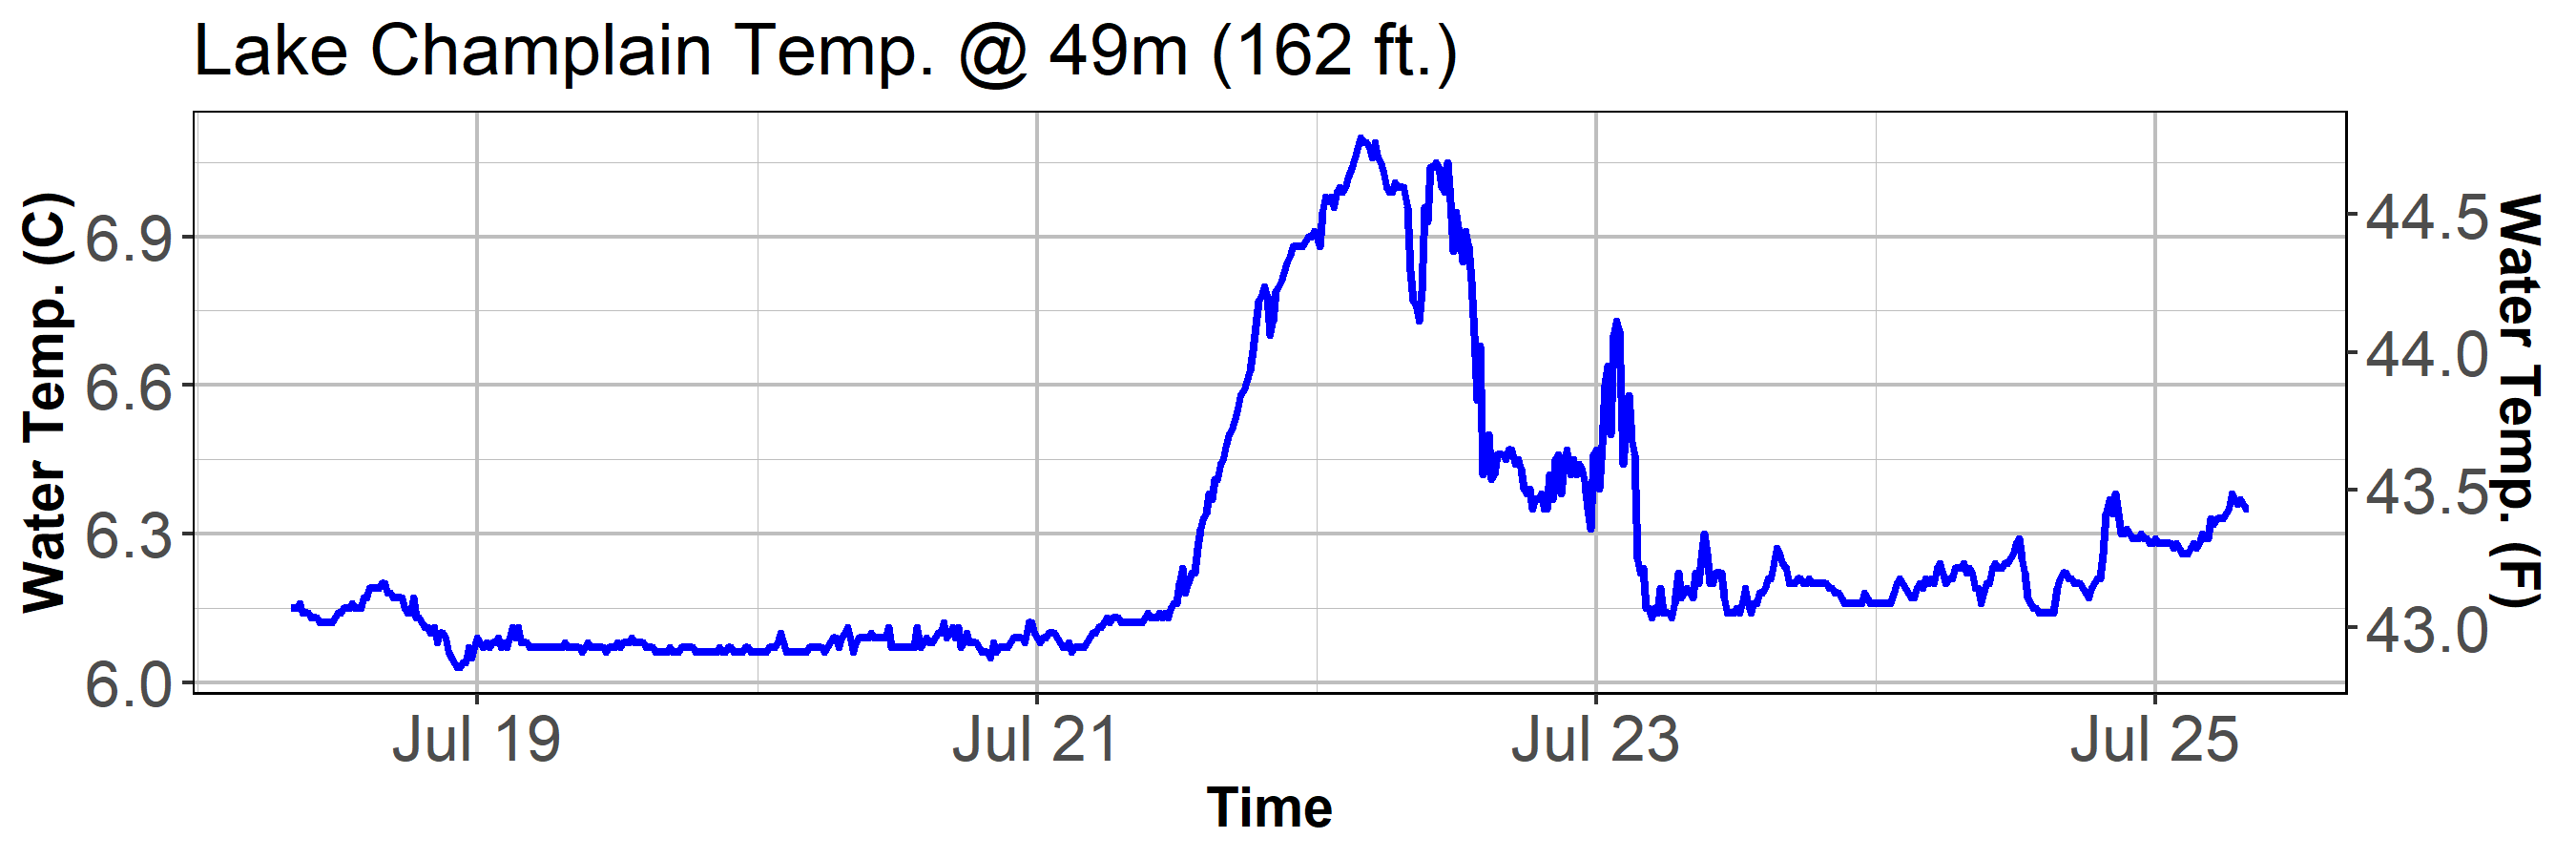 Lake Champlain Temp. @ 49m (162 ft.)
Water Temp. (C)
6.9
6.6
6.3
6.0
44.5
44.0
43.5
43.0
Water Temp. (F)
Jul 19 Jul 21 Jul 23 Jul 25
Time